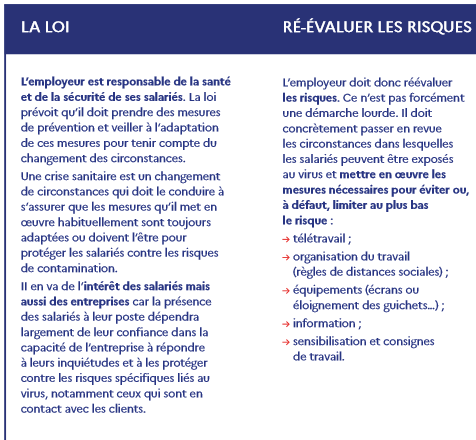 LA LOI
L'employeur est responsable de la santé
et de la sécurité de ses salariés. La loi
prévoit qu'il doit prendre des mesures
de prévention et veiller à l'adaptation
de ces mesures pour tenir compte du
changement des circonstances.
Une crise sanitaire est un changement
de circonstances qui doit le conduire à
s'assurer que les mesures qu'il met en
œuvre habituellement sont toujours
adaptées ou doivent l'être pour
protéger les salariés contre les risques
de contamination.
Il en va de l'intérêt des salariés mais
aussi des entreprises car la présence
des salariés à leur poste dépendra
largement de leur confiance dans la
capacité de l'entreprise à répondre
à leurs inquiétudes et à les protéger
contre les risques spécifiques liés au
virus, notamment ceux qui sont en
contact avec les clients.
RÉ-ÉVALUER LES RISQUES
L'employeur doit donc réévaluer
les risques. Ce n'est pas forcément
une démarche lourde. Il doit
concrètement passer en revue
les circonstances dans lesquelles
les salariés peuvent être exposés
au virus et mettre en œuvre les
mesures nécessaires pour éviter ou,
à défaut, limiter au plus bas
le risque :
→ télétravail ;
→ organisation du travail
(règles de distances sociales) ;
→ équipements (écrans ou
éloignement des guichets...) ;
→ information ;
→ sensibilisation et consignes
de travail.